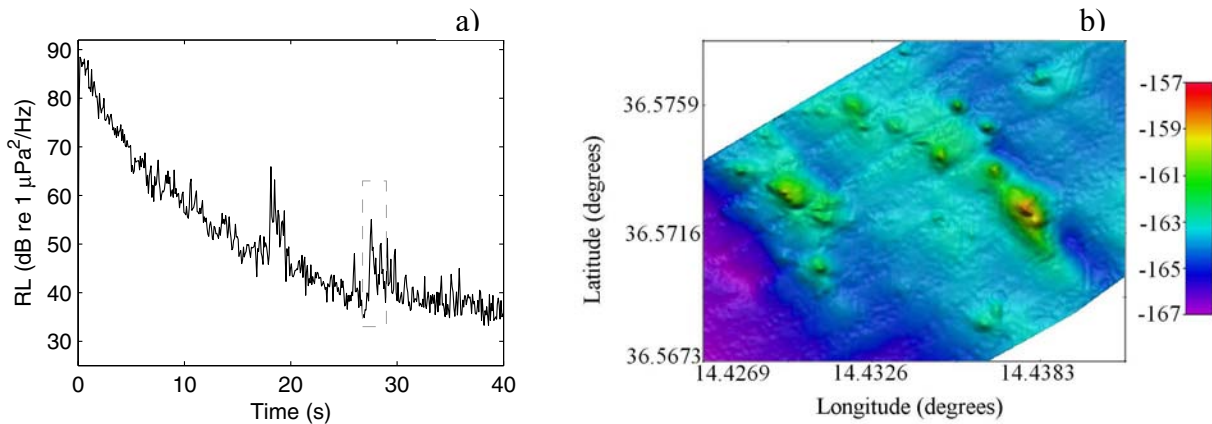 a)
90
80
70
60
50
40
30
RL (dB re 1 μPa²/Hz)
0 10 20 30 40
Time (s)
b)
36.5759
36.5716
36.5673
Latitude (degrees)
14.4269 14.4326 14.4383
Longitude (degrees)
-157
-159
-161
-163
-165
-167